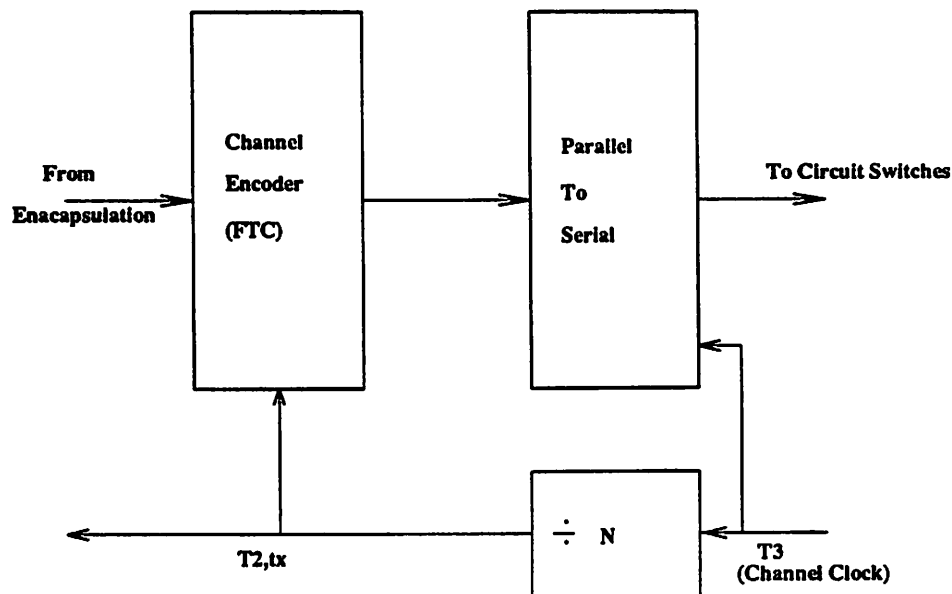 Channel
Encoder
(FTC)
Parallel
To
Serial
From
Enacapsulation
To Circuit Switches
÷ N
T2,tx
T3
(Channel Clock)